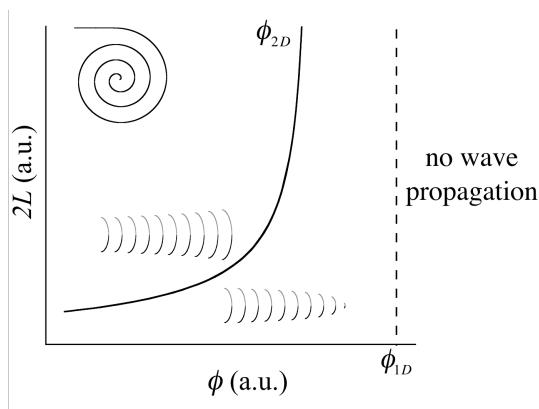 ϕ2D
2L (a.u.)
no wave
propagation
ϕ1D
ϕ (a.u.)